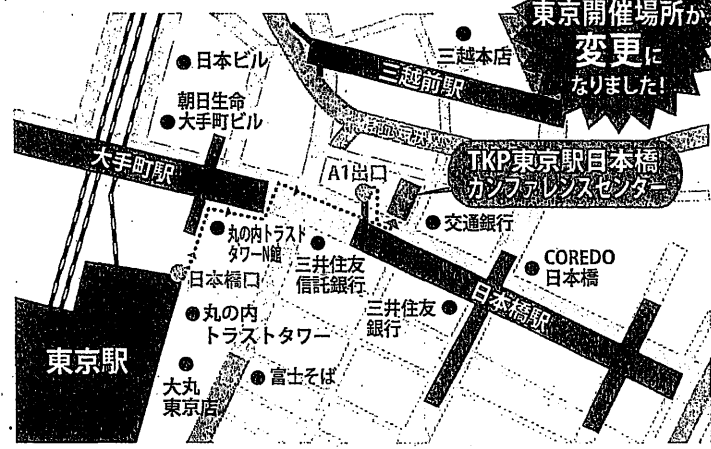 東京開催場所が
変更に
なりました!
日本ビル
三越本店
三越前駅
朝日生命
大手町ビル
大手町駅
A1出口
TKP東京駅日本橋
カンファレンスセンター
交通銀行
丸の内トラスト
タワーN館
三井住友
信託銀行
COREDO
日本橋
日本橋口
三井住友
銀行
日本橋駅
丸の内
トラストタワー
東京駅
大丸
東京店
富士そば